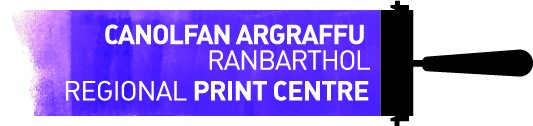 CANOLFAN ARGRAFFU
RANBARTHOL
REGIONAL PRINT CENTRE